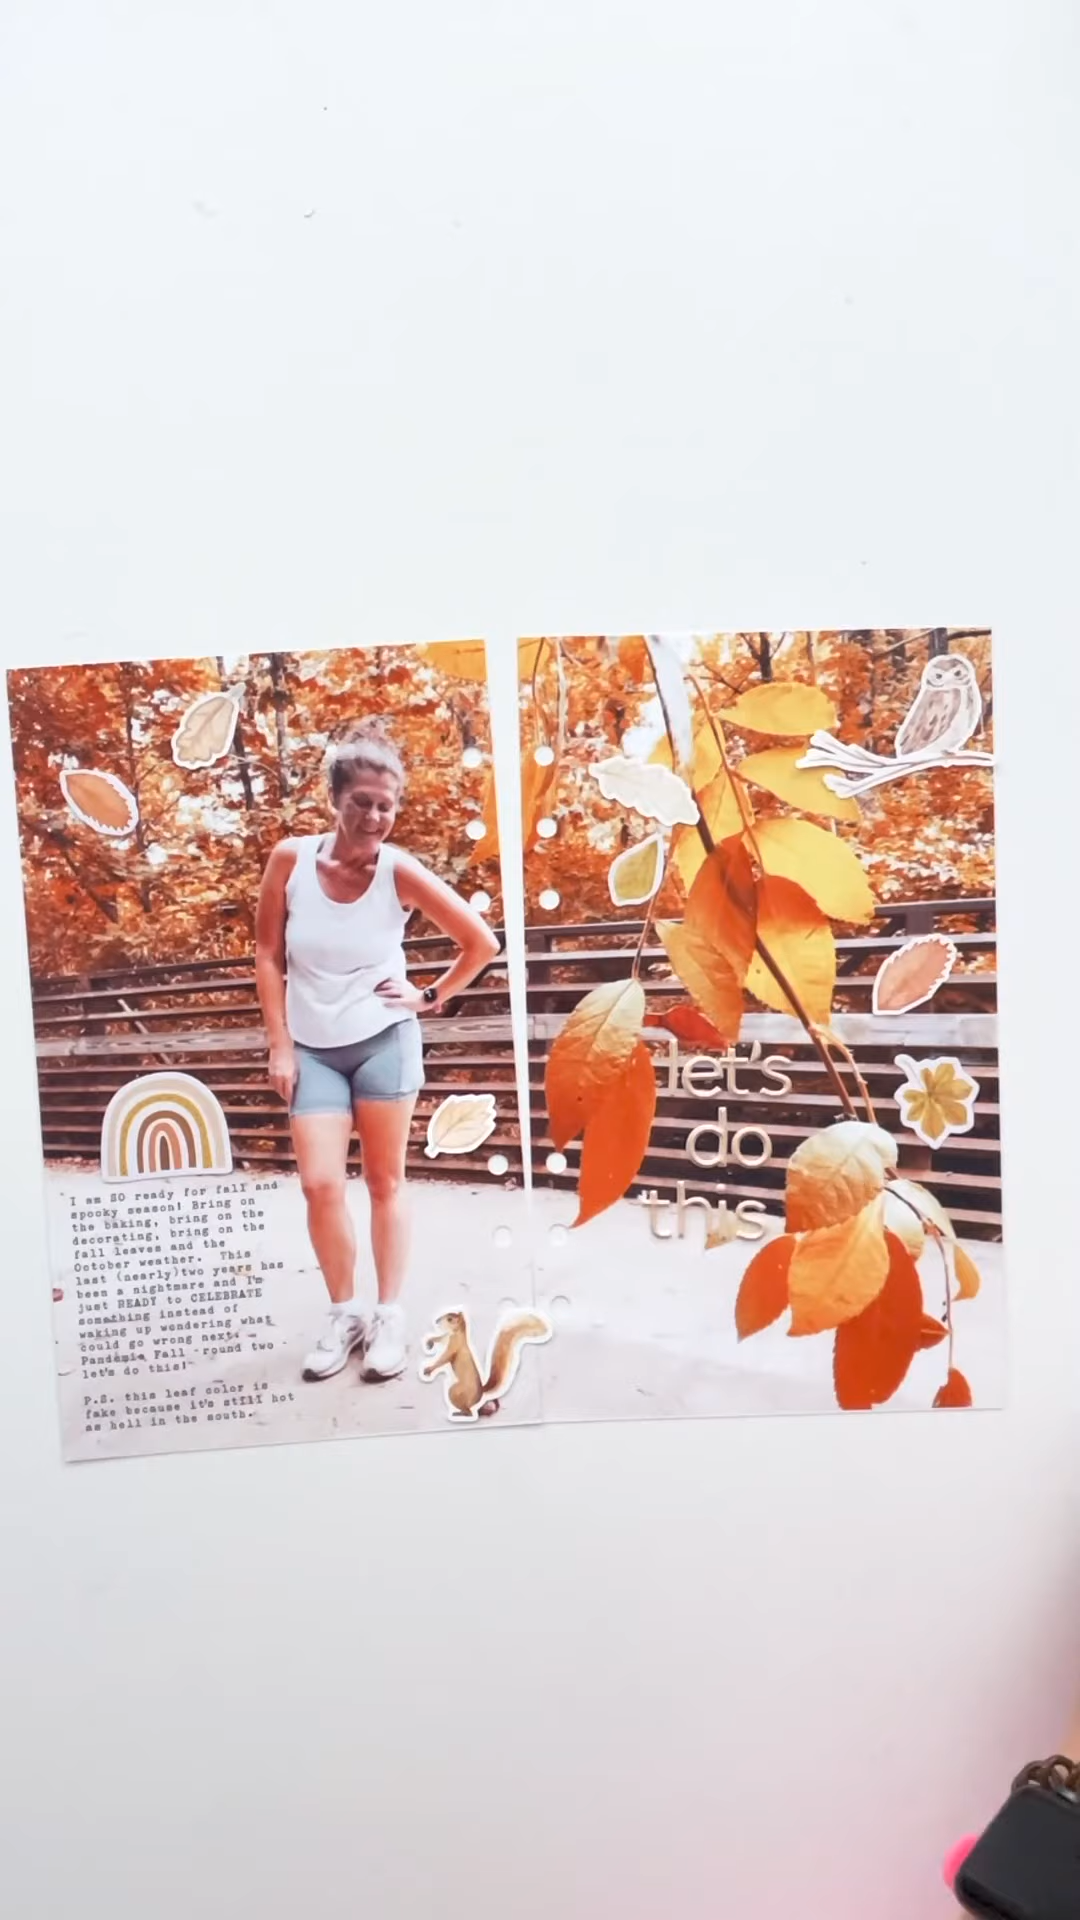 I am SO ready for fall and
spooky season! Bring on
the baking, bring on the
decorating, bring on the
fall leaves and the
October weather. This
last (nearly)two years has
been a nightmare and I'm
just READY to CELEBRATE
something instead of
waking up wondering what
could go wrong next.
Pandemic Fall -round two -
let's do this!
P.S. this leaf color is
fake because it's still hot
as hell in the south.
let's
do
this